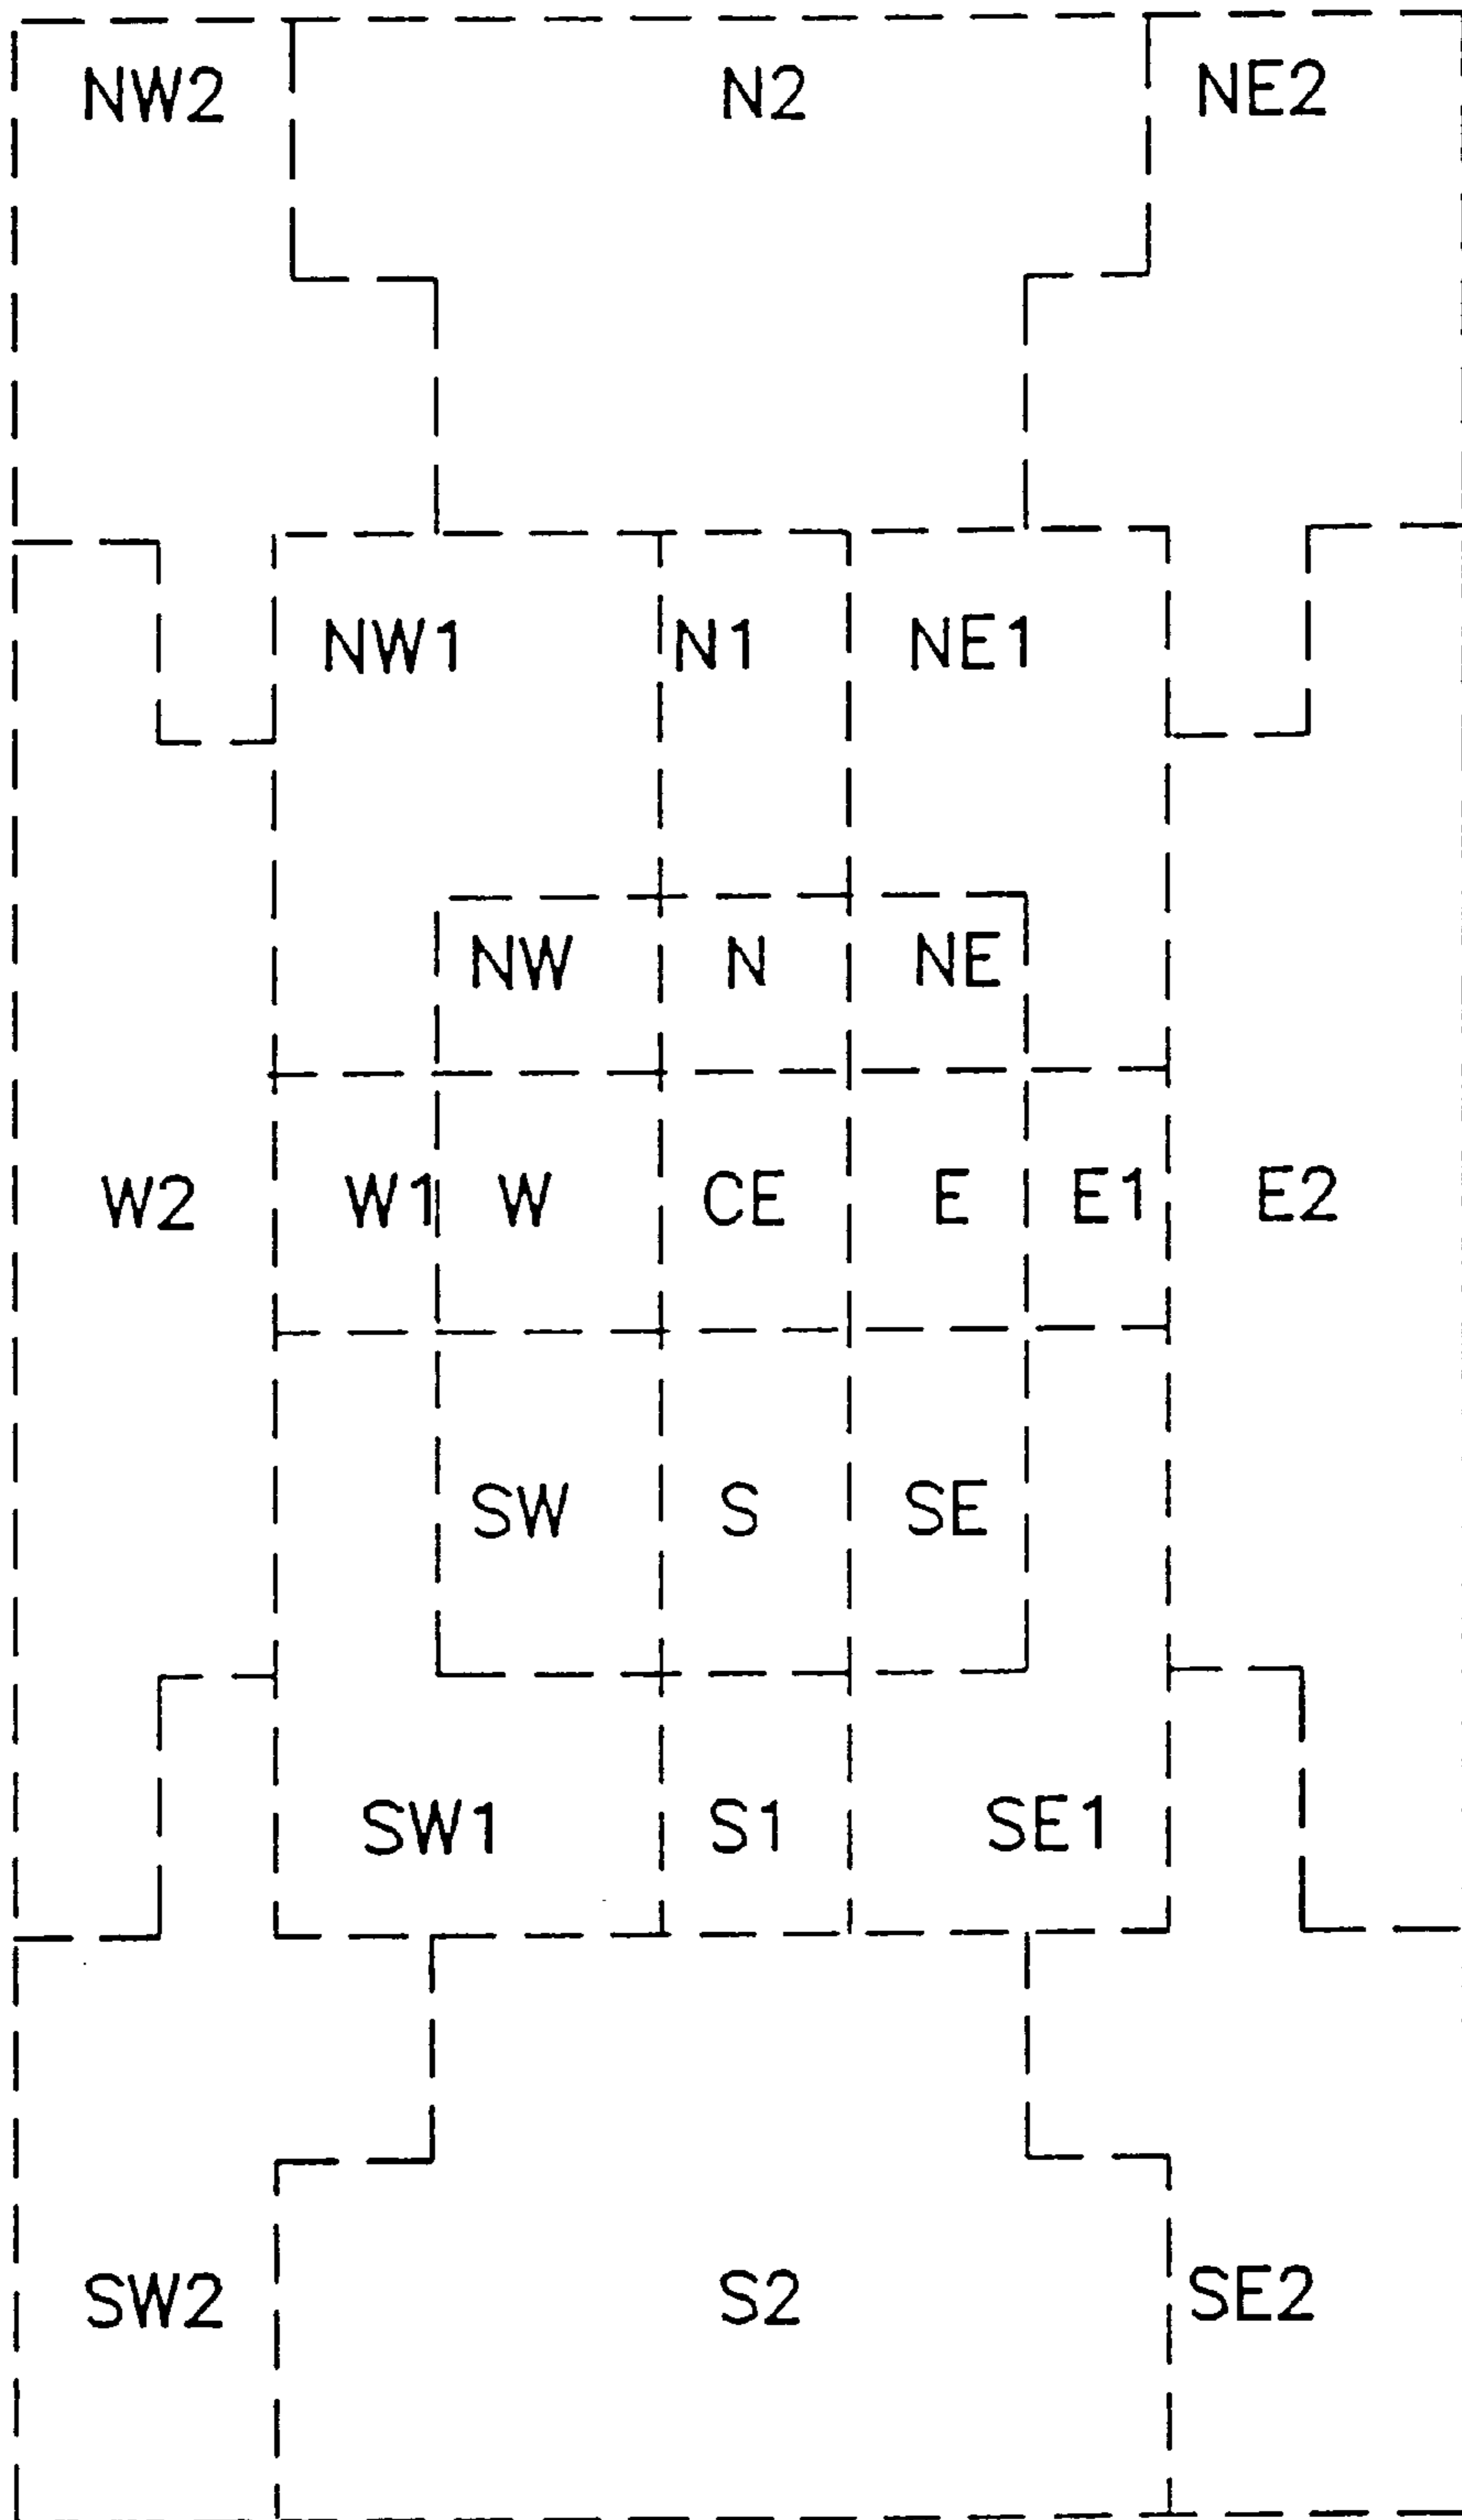 NW2 N2 NE2
NW1 N1 NE1
NW N NE
W2 W1 W CE E E1 E2
SW S SE
SW1 S1 SE1
SW2 S2 SE2